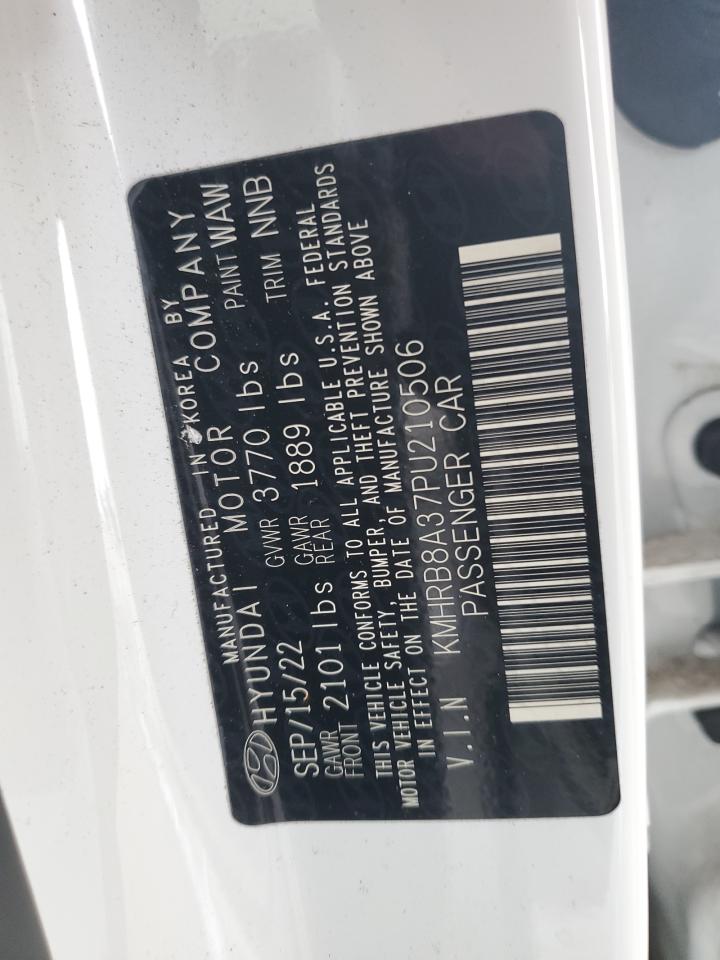 MANUFACTURED IN KOREA BY
HYUNDAI MOTOR COMPANY
SEP/15/22 GVWR 3770 lbs PAINT WAW
GAWR FRONT 2101 lbs GAWR REAR 1889 lbs TRIM NNB
THIS VEHICLE CONFORMS TO ALL APPLICABLE U.S.A. FEDERAL
MOTOR VEHICLE SAFETY, BUMPER, AND THEFT PREVENTION STANDARDS
IN EFFECT ON THE DATE OF MANUFACTURE SHOWN ABOVE
V.I.N KMHRB8A37PU210506
PASSENGER CAR